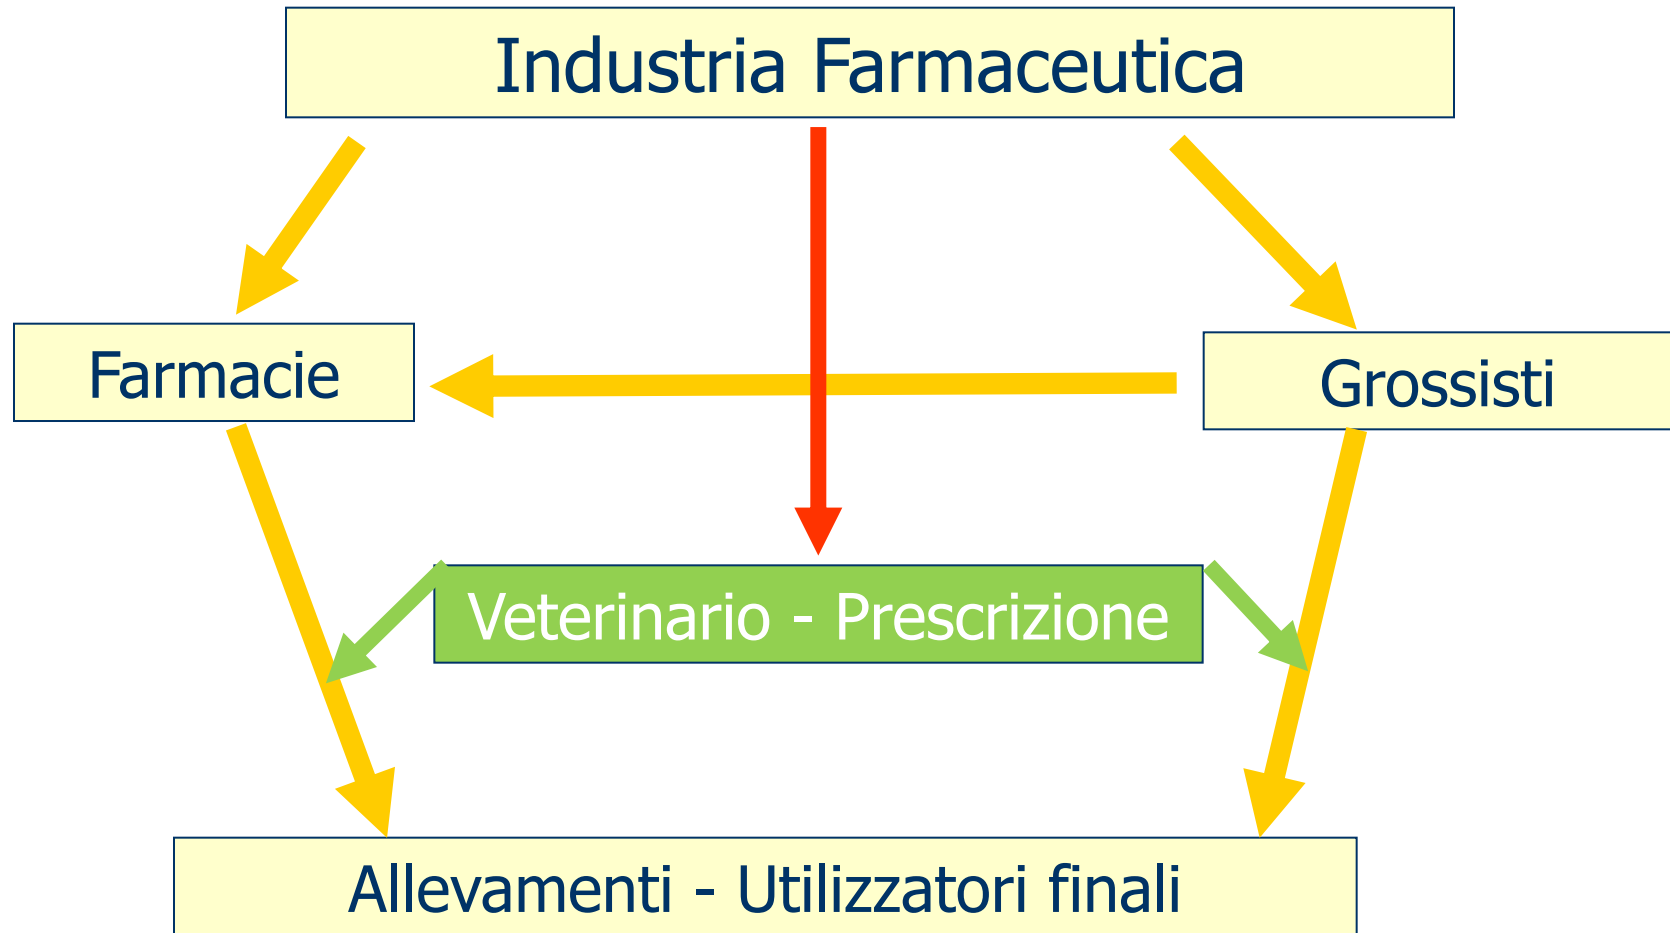 Industria Farmaceutica
Farmacie
Grossisti
Veterinario - Prescrizione
Allevamenti - Utilizzatori finali